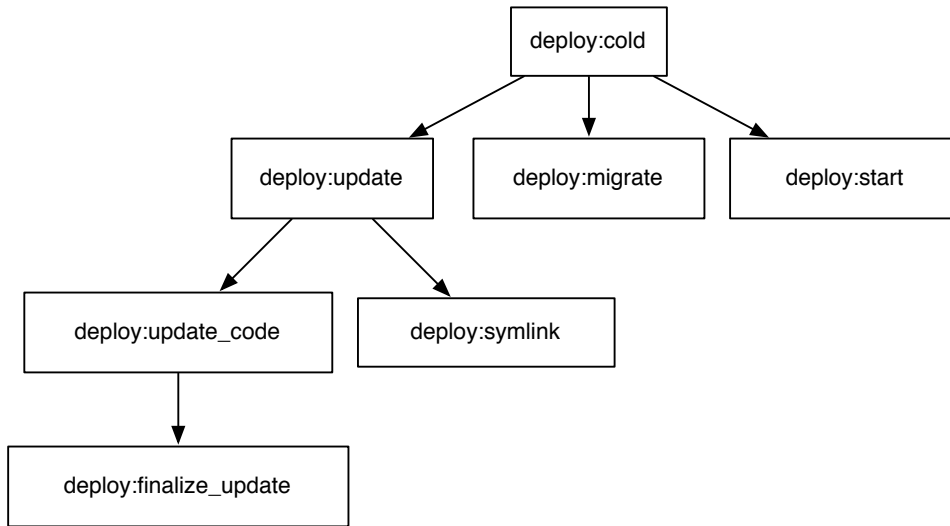 deploy:cold
deploy:update
deploy:migrate
deploy:start
deploy:update_code
deploy:symlink
deploy:finalize_update